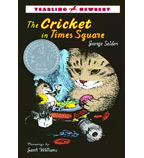 YEARLING NEWBERY
The Cricket
in Times Square
George Selden
Drawings by
Garth Williams